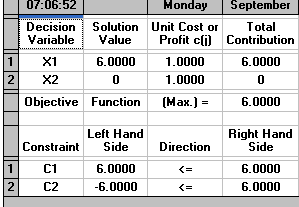 07:06:52 Monday September
Decision Variable Solution Value Unit Cost or Profit c(j) Total Contribution
1 X1 6.0000 1.0000 6.0000
2 X2 0 1.0000 0
Objective Function (Max.) = 6.0000
Constraint Left Hand Side Direction Right Hand Side
1 C1 6.0000 <= 6.0000
2 C2 -6.0000 <= 6.0000